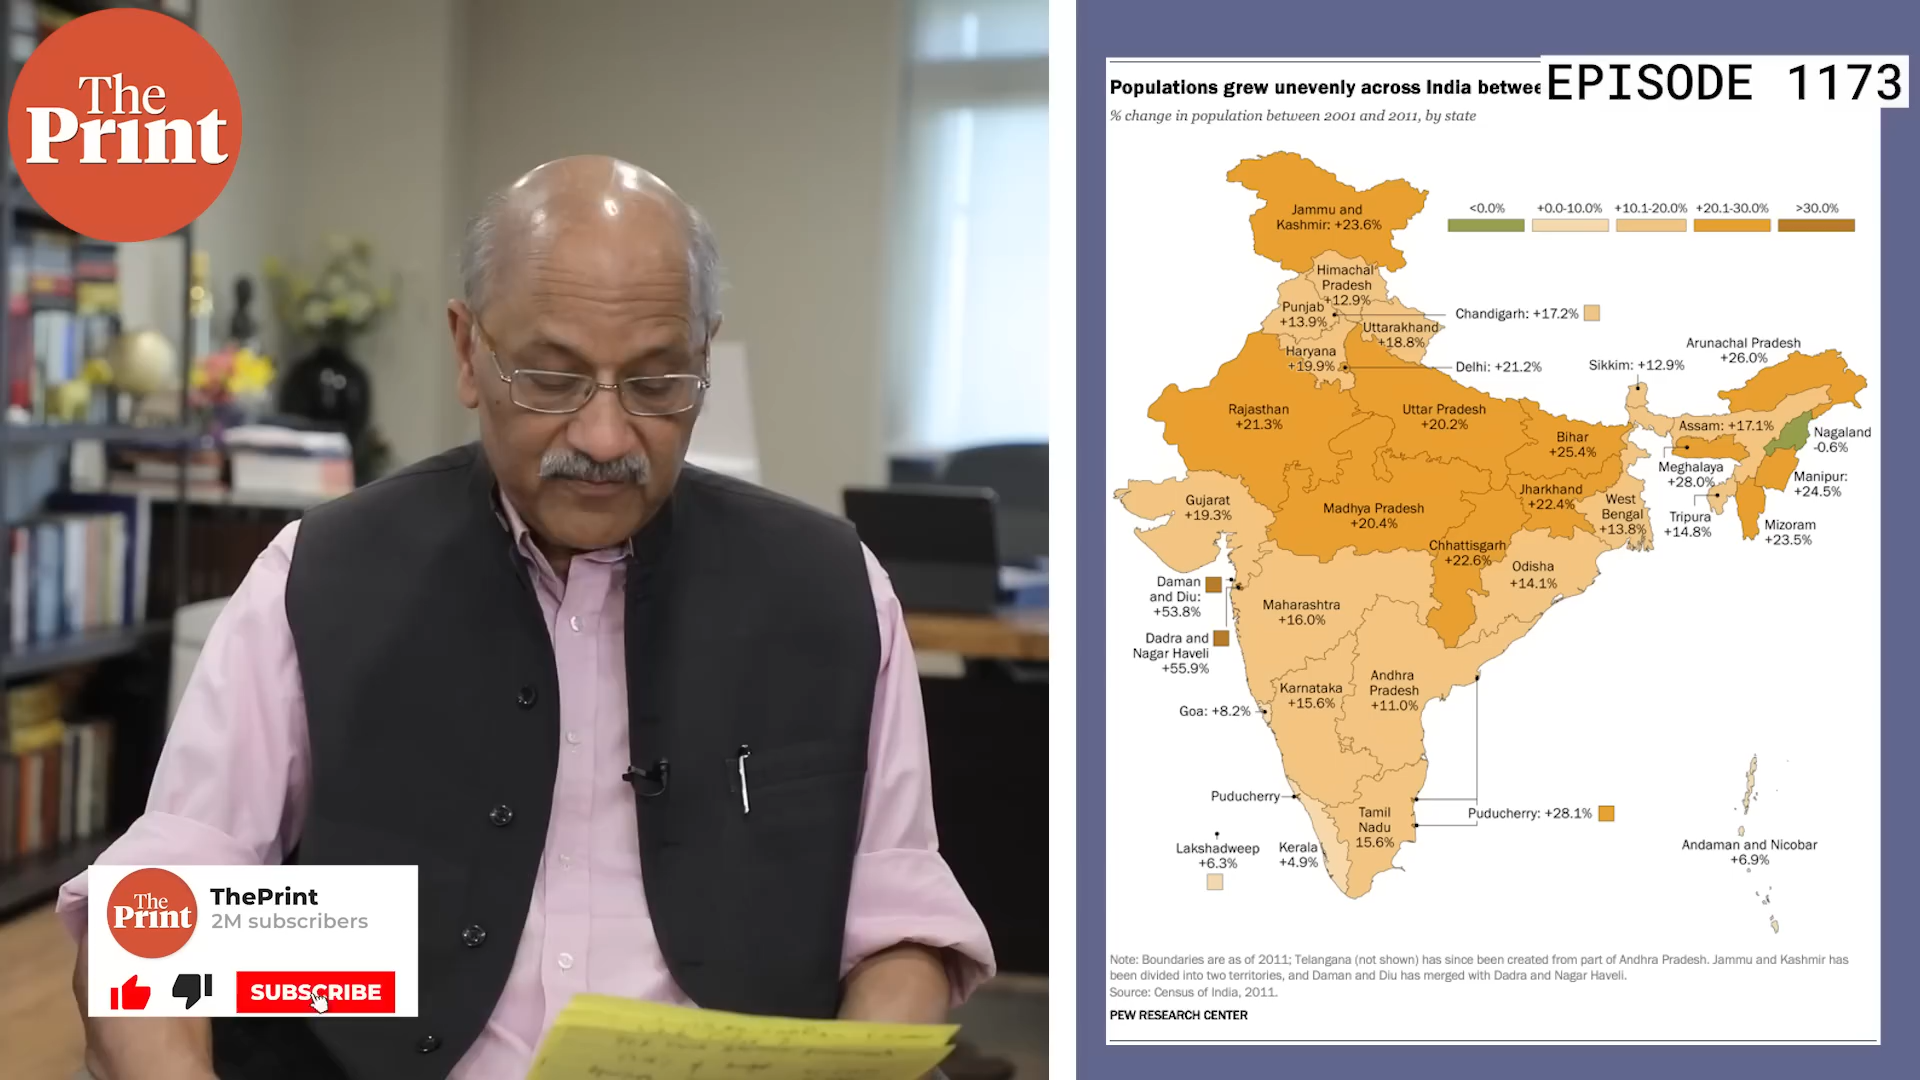 The
Print
EPISODE 1173
Populations grew unevenly across India betwee
% change in population between 2001 and 2011, by state
<0.0%
+0.0-10.0%
+10.1-20.0%
+20.1-30.0%
>30.0%
Jammu and
Kashmir: +23.6%
Himachal
Pradesh
+12.9%
Punjab
+13.9%
Chandigarh: +17.2%
Uttarakhand
+18.8%
Haryana
+19.9%
Delhi: +21.2%
Arunachal Pradesh
+26.0%
Sikkim: +12.9%
Rajasthan
+21.3%
Uttar Pradesh
+20.2%
Bihar
+25.4%
Assam: +17.1%
Nagaland
-0.6%
Meghalaya
+28.0%
Manipur:
+24.5%
Gujarat
+19.3%
Madhya Pradesh
+20.4%
Jharkhand
+22.4%
West
Bengal
+13.8%
Tripura
+14.8%
Mizoram
+23.5%
Chhattisgarh
+22.6%
Odisha
+14.1%
Daman
and Diu:
+53.8%
Maharashtra
+16.0%
Dadra and
Nagar Haveli
+55.9%
Karnataka
+15.6%
Andhra
Pradesh
+11.0%
Goa: +8.2%
Puducherry
Puducherry: +28.1%
Tamil
Nadu
15.6%
Lakshadweep
+6.3%
Kerala
+4.9%
Andaman and Nicobar
+6.9%
Note: Boundaries are as of 2011; Telangana (not shown) has since been created from part of Andhra Pradesh. Jammu and Kashmir has
been divided into two territories, and Daman and Diu has merged with Dadra and Nagar Haveli.
Source: Census of India, 2011.
PEW RESEARCH CENTER
The
Print
ThePrint
2M subscribers
SUBSCRIBE